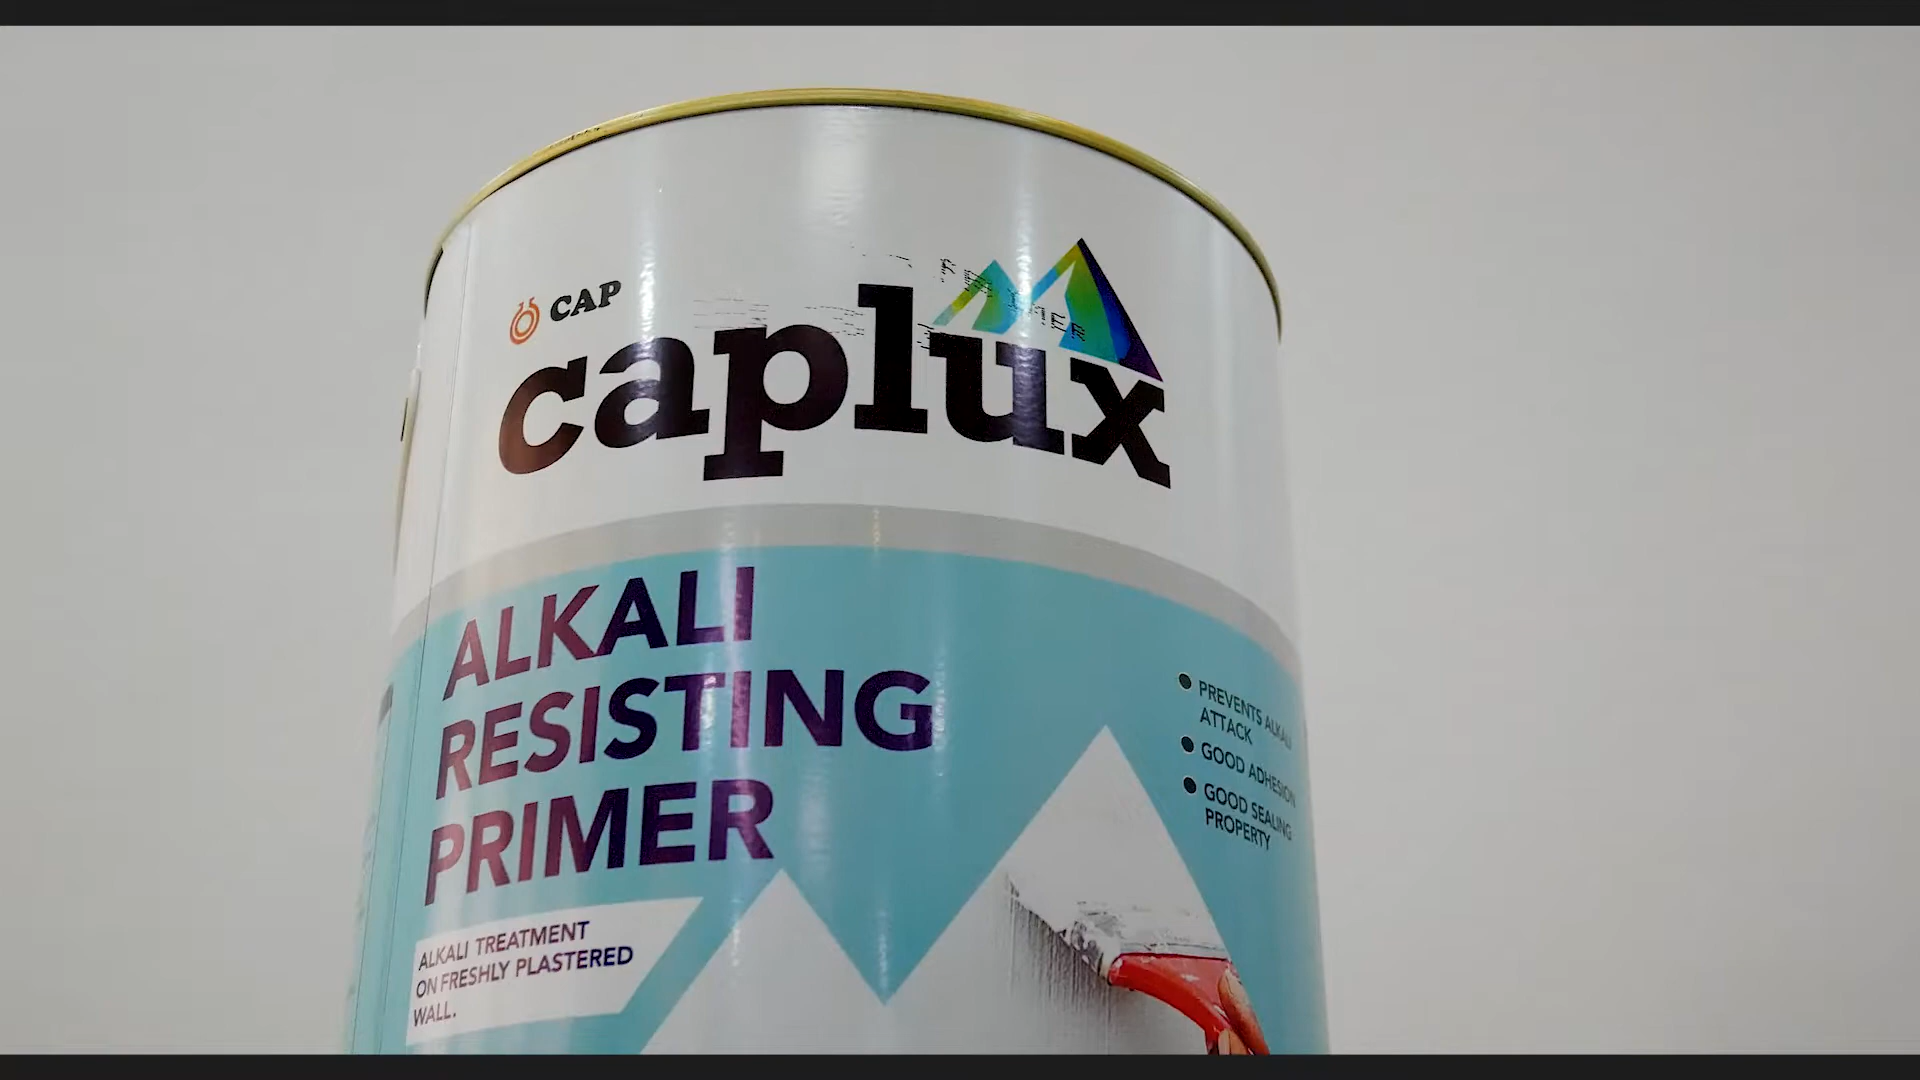 CAP
caplux
ALKALI
RESISTING
PRIMER
ALKALI TREATMENT
ON FRESHLY PLASTERED
WALL.
PREVENTS ALKALI
ATTACK
GOOD ADHESION
GOOD SEALING
PROPERTY